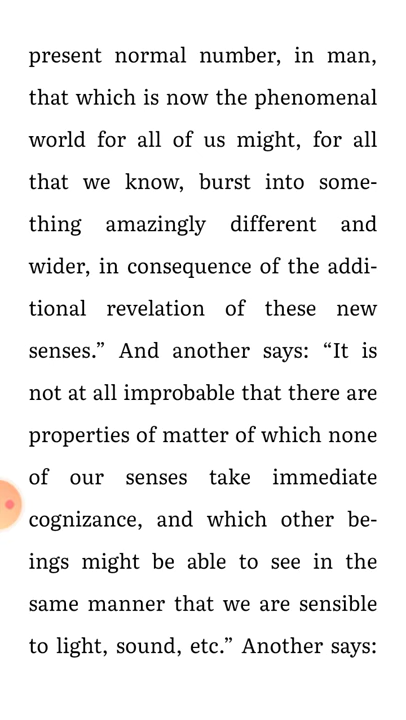 present normal number, in man,
that which is now the phenomenal
world for all of us might, for all
that we know, burst into some-
thing amazingly different and
wider, in consequence of the addi-
tional revelation of these new
senses.” And another says: “It is
not at all improbable that there are
properties of matter of which none
of our senses take immediate
cognizance, and which other be-
ings might be able to see in the
same manner that we are sensible
to light, sound, etc.” Another says: